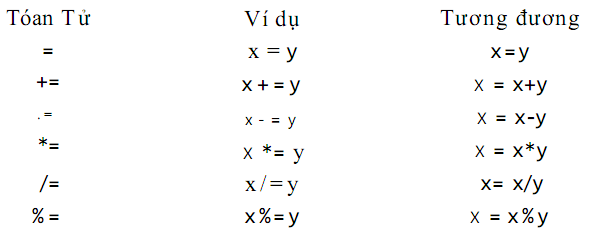 Tóan Tử Ví dụ Tương đương
= x = y x=y
+= x+=y x = x+y
.= x - = y x = x-y
*= x *= y x = x*y
/= x/=y x= x/y
%= x%=y x = x%y